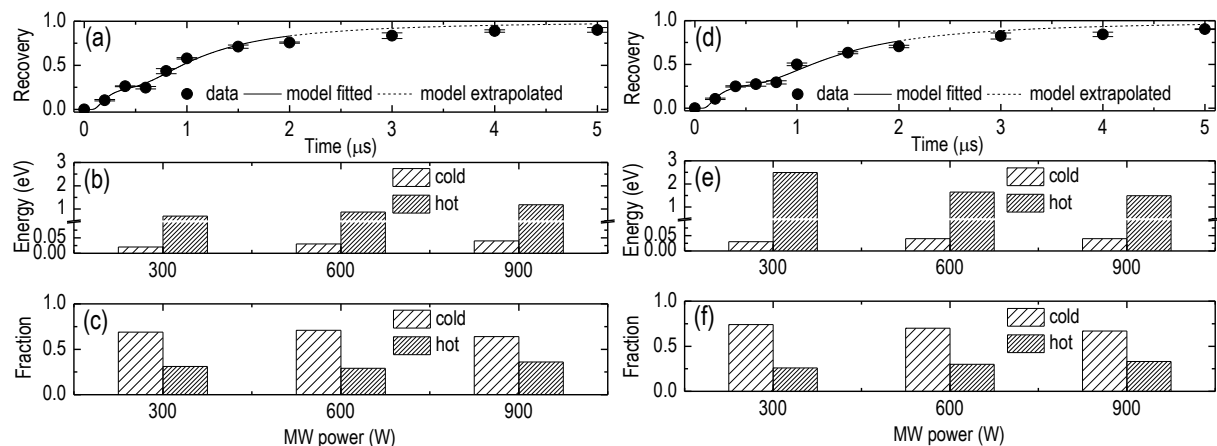 (a)
Recovery
1.0
0.5
0.0
data model fitted model extrapolated
0 1 2 3 4 5
Time (μs)
(b)
Energy (eV)
3
2
1
0.05
0.00
cold
hot
300 600 900
(c)
Fraction
1.0
0.5
0.0
cold
hot
300 600 900
MW power (W)
(d)
Recovery
1.0
0.5
0.0
data model fitted model extrapolated
0 1 2 3 4 5
Time (μs)
(e)
Energy (eV)
3
2
1
0.05
0.00
cold
hot
300 600 900
(f)
Fraction
1.0
0.5
0.0
cold
hot
300 600 900
MW power (W)